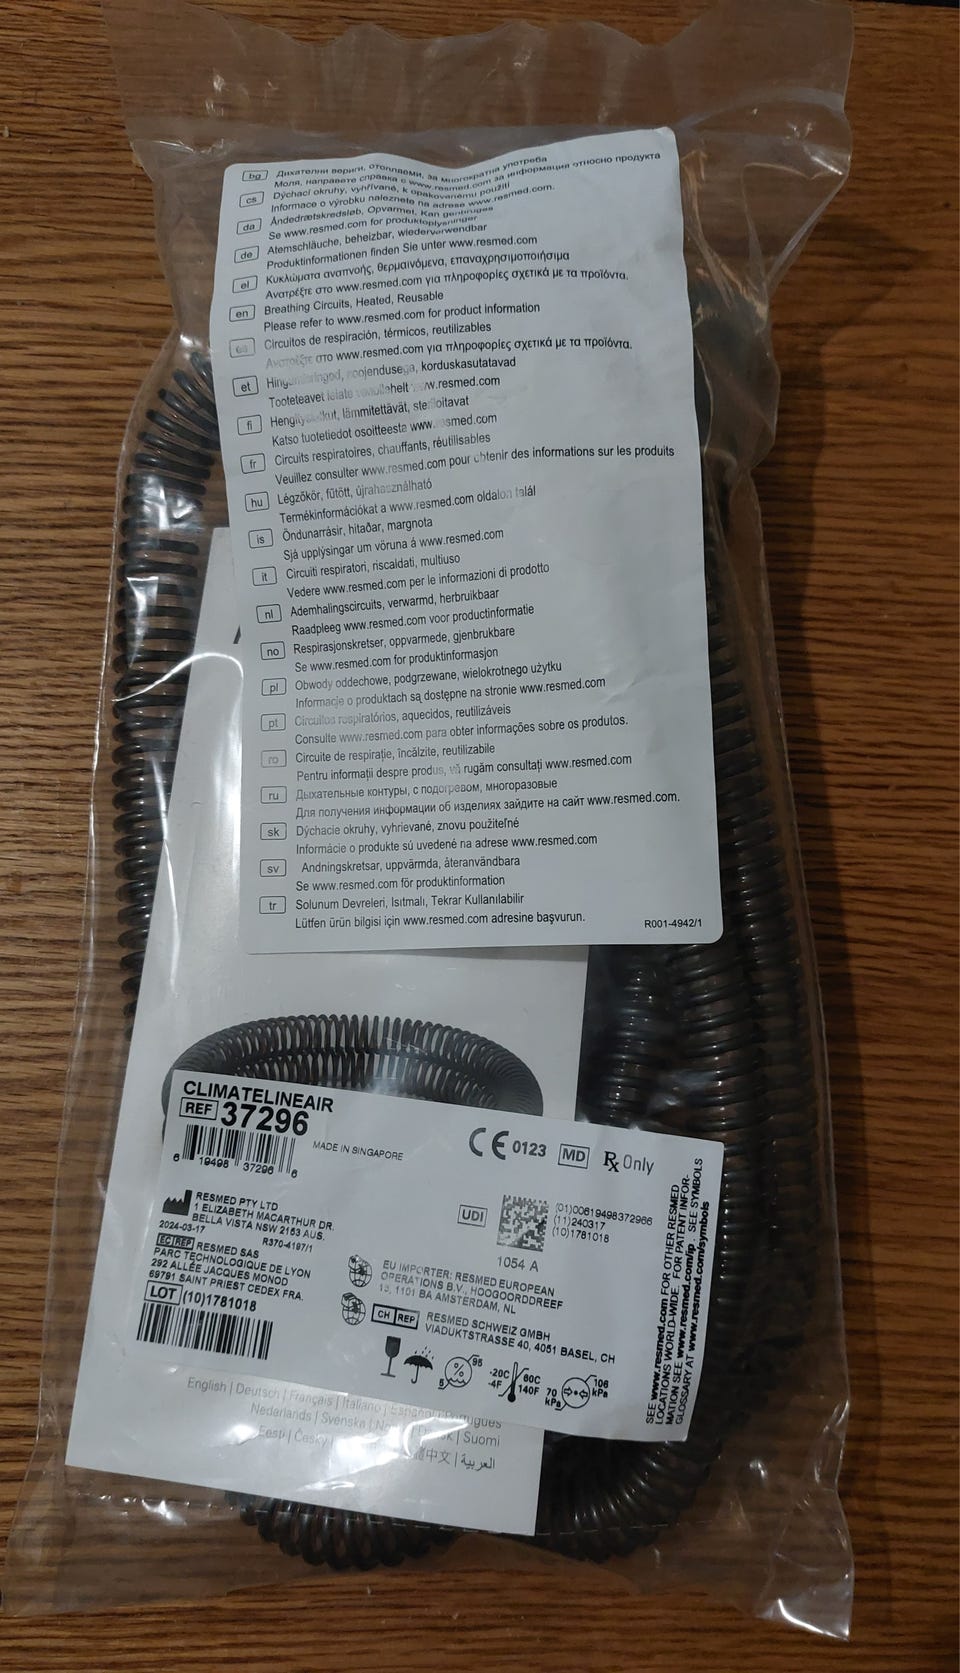 bg Дихателни вериги, отопляеми, за многократна употреба
Моля, направете справка с www.resmed.com за информация относно продукта
cs Dýchací okruhy, vyhřívané, k opakovanému použití
Informace o výrobku naleznete na adrese www.resmed.com.
da Åndedrætskredsløb, Opvarmet, Kan genbruges
Se www.resmed.com for produktoplysninger
de Atemschläuche, beheizbar, wiederverwendbar
Produktinformationen finden Sie unter www.resmed.com
el Κυκλώματα αναπνοής, θερμαινόμενα, επαναχρησιμοποιήσιμα
Ανατρέξτε στο www.resmed.com για πληροφορίες σχετικά με τα προϊόντα.
en Breathing Circuits, Heated, Reusable
Please refer to www.resmed.com for product information
es Circuitos de respiración, térmicos, reutilizables
Ανατρέξτε στο www.resmed.com για πληροφορίες σχετικά με τα προϊόντα.
et soojendusega, korduskasutatavad
Tooteteavet www.resmed.com
fi lämmitettävät, steriloitavat
Katso tuotetiedot osoitteesta www.resmed.com
fr Circuits respiratoires, chauffants, réutilisables
Veuillez consulter www.resmed.com pour obtenir des informations sur les produits
hu Légzőkör, fűtött, újrahasználható
Termékinformációkat a www.resmed.com oldalon talál
is Öndunarrásir, hitaðar, margnota
Sjá upplýsingar um vöruna á www.resmed.com
it Circuiti respiratori, riscaldati, multiuso
Vedere www.resmed.com per le informazioni di prodotto
nl Ademhalingscircuits, verwarmd, herbruikbaar
Raadpleeg www.resmed.com voor productinformatie
no Respirasjonskretser, oppvarmede, gjenbrukbare
Se www.resmed.com for produktinformasjon
pl Obwody oddechowe, podgrzewane, wielokrotnego użytku
Informacje o produktach są dostępne na stronie www.resmed.com
pt Circuitos respiratórios, aquecidos, reutilizáveis
Consulte www.resmed.com para obter informações sobre os produtos.
ro Circuite de respirație, încălzite, reutilizabile
Pentru informații despre produs, vă rugăm consultați www.resmed.com
ru Дыхательные контуры, с подогревом, многоразовые
Для получения информации об изделиях зайдите на сайт www.resmed.com.
sk Dýchacie okruhy, vyhrievané, znovu použiteľné
Informácie o produkte sú uvedené na adrese www.resmed.com
sv Andningskretsar, uppvärmda, återanvändbara
Se www.resmed.com för produktinformation
tr Solunum Devreleri, Isıtmalı, Tekrar Kullanılabilir
Lütfen ürün bilgisi için www.resmed.com adresine başvurun.
R001-4942/1
CLIMATELINEAIR
REF 37296
6 19498 37296 6
MADE IN SINGAPORE
CE 0123 MD Rx Only
RESMED PTY LTD
1 ELIZABETH MACARTHUR DR.
BELLA VISTA NSW 2153 AUS.
2024-03-17
R370-4197/1
EC REP RESMED SAS
PARC TECHNOLOGIQUE DE LYON
292 ALLÉE JACQUES MONOD
69791 SAINT PRIEST CEDEX FRA.
LOT (10)1781018
UDI
(01)00619498372966
(11)240317
(10)1781018
1054 A
EU IMPORTER: RESMED EUROPEAN
OPERATIONS B.V., HOOGOORDDREEF
1101 BA AMSTERDAM, NL
CH REP RESMED SCHWEIZ GMBH
VIADUKTSTRASSE 40, 4051 BASEL, CH
5 % 95
-20C
-4F
60C
140F
70
kPa
106
kPa
SEE www.resmed.com FOR OTHER RESMED
LOCATIONS WORLD-WIDE. FOR PATENT INFOR-
MATION SEE www.resmed.com/ip . SEE SYMBOLS
GLOSSARY AT www.resmed.com/symbols
English | Deutsch | Français | Italiano | Español | Português
Nederlands | Svenska | Dansk | Suomi
Eesti | Česky | 中文 | العربية